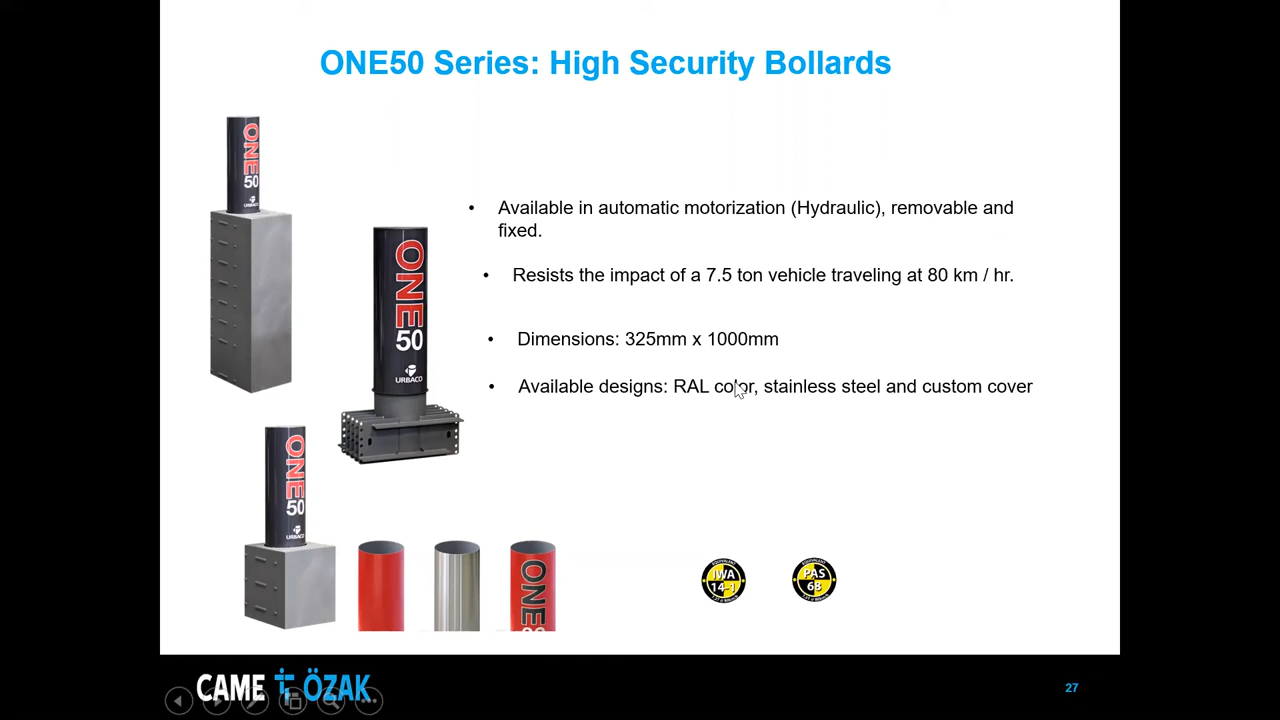 ONE50 Series: High Security Bollards
ONE
50
URBACO
• Available in automatic motorization (Hydraulic), removable and
fixed.
ONE
50
URBACO
• Resists the impact of a 7.5 ton vehicle traveling at 80 km / hr.
• Dimensions: 325mm x 1000mm
• Available designs: RAL color, stainless steel and custom cover
ONE
50
URBACO
ONE
EQUIVALENT
IWA
14-1
EQUIVALENT
PAS
68
CAME ÖZAK
27